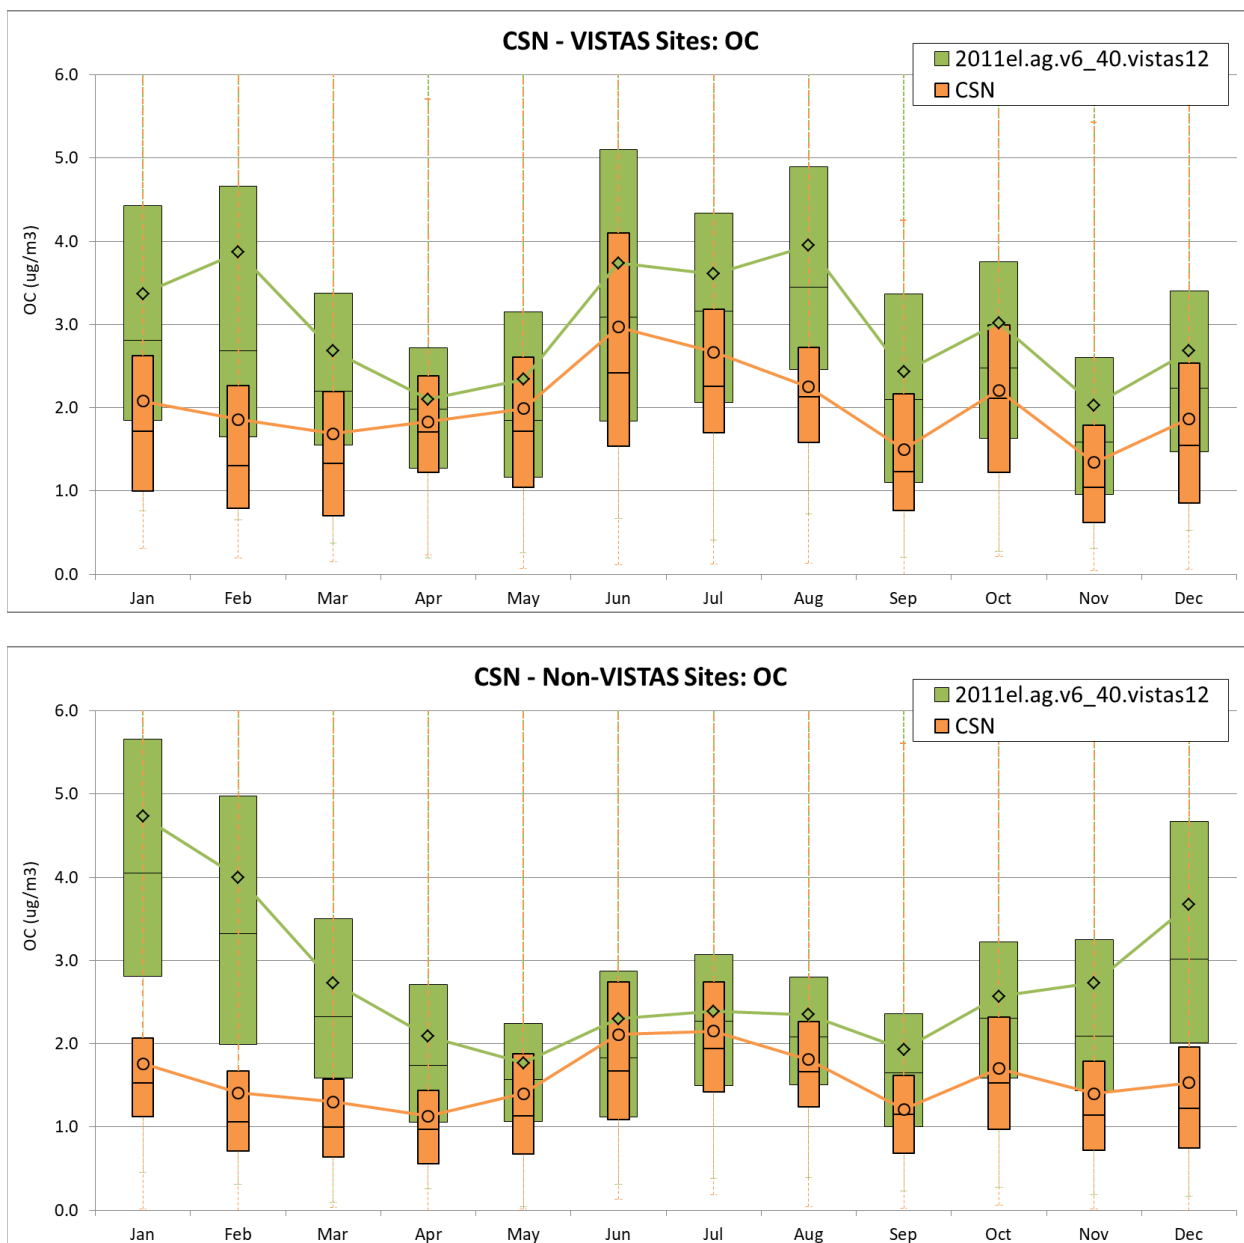 CSN - VISTAS Sites: OC
2011el.ag.v6_40.vistas12
CSN
OC (ug/m3)
6.0
5.0
4.0
3.0
2.0
1.0
0.0
Jan Feb Mar Apr May Jun Jul Aug Sep Oct Nov Dec
CSN - Non-VISTAS Sites: OC
2011el.ag.v6_40.vistas12
CSN
OC (ug/m3)
6.0
5.0
4.0
3.0
2.0
1.0
0.0
Jan Feb Mar Apr May Jun Jul Aug Sep Oct Nov Dec